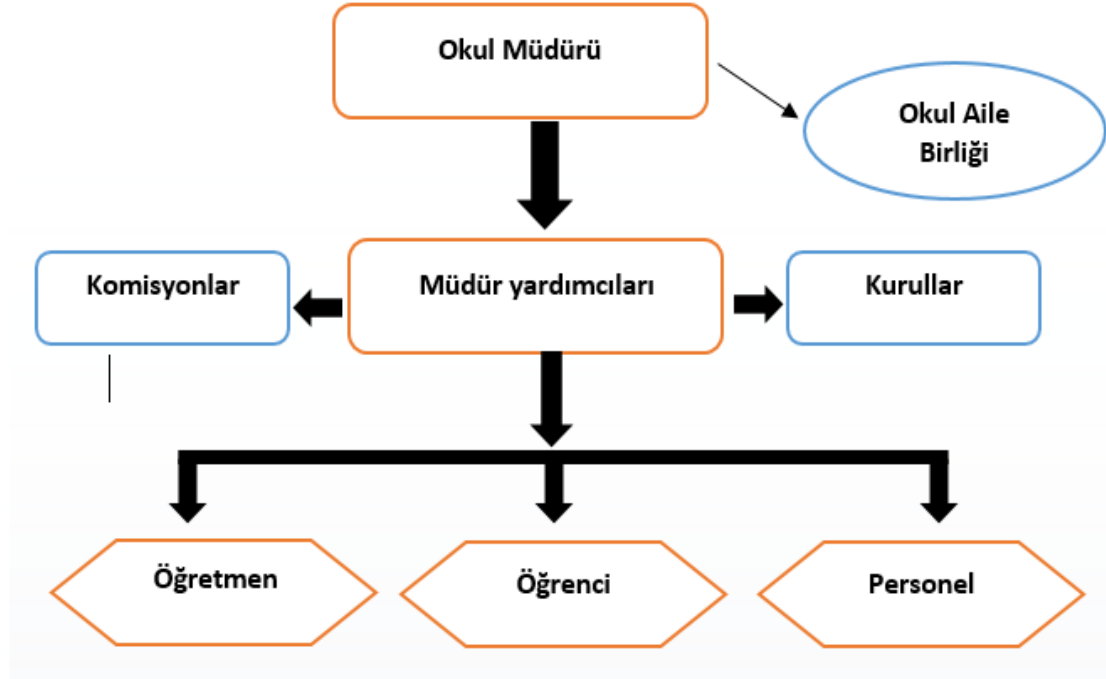 Okul Müdürü
Okul Aile
Birliği
Komisyonlar
Müdür yardımcıları
Kurullar
Öğretmen
Öğrenci
Personel